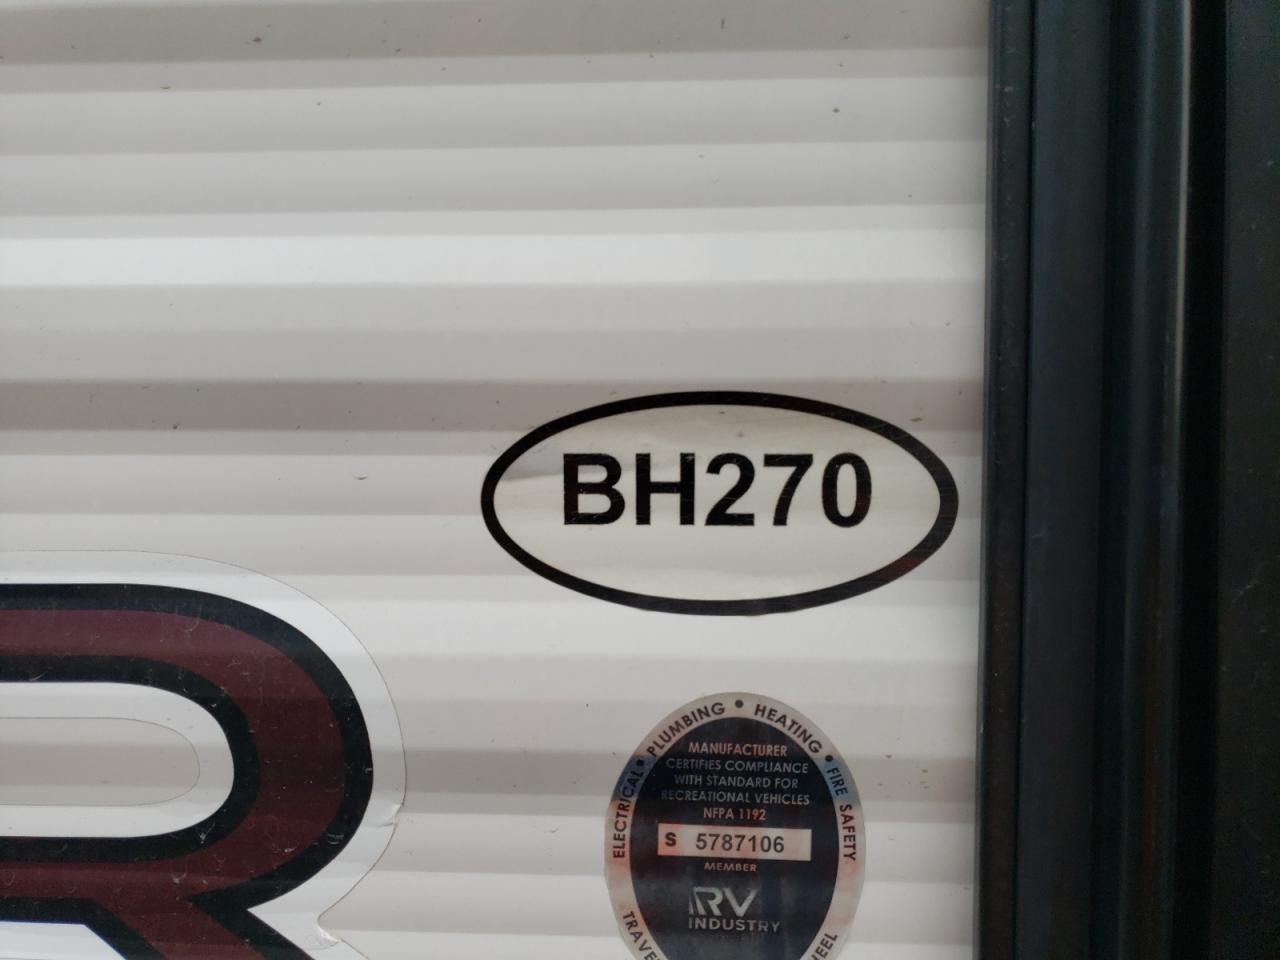 BH270
R
ELECTRICAL • PLUMBING • HEATING • FIRE SAFETY
MANUFACTURER
CERTIFIES COMPLIANCE
WITH STANDARD FOR
RECREATIONAL VEHICLES
NFPA 1192
S 5787106
MEMBER
RV
INDUSTRY